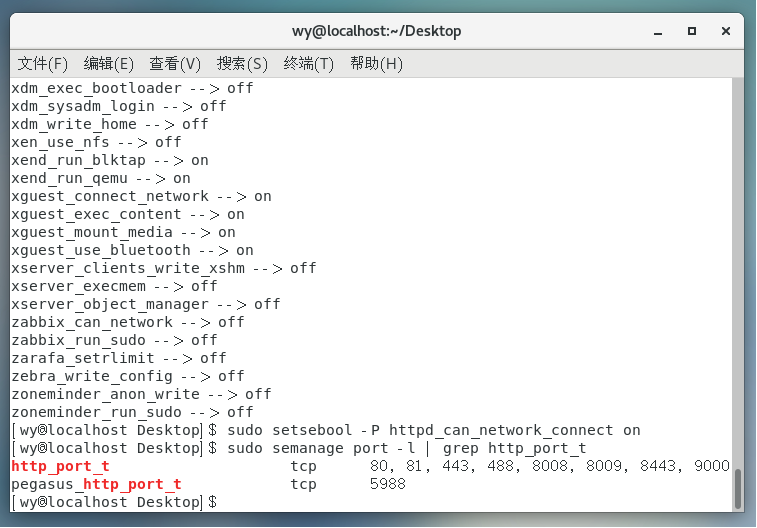 wy@localhost:~/Desktop
文件(F) 编辑(E) 查看(V) 搜索(S) 终端(T) 帮助(H)
xdm_exec_bootloader --> off
xdm_sysadm_login --> off
xdm_write_home --> off
xen_use_nfs --> off
xend_run_blktap --> on
xend_run_qemu --> on
xguest_connect_network --> on
xguest_exec_content --> on
xguest_mount_media --> on
xguest_use_bluetooth --> on
xserver_clients_write_xshm --> off
xserver_execmem --> off
xserver_object_manager --> off
zabbix_can_network --> off
zabbix_run_sudo --> off
zarafa_setrlimit --> off
zebra_write_config --> off
zoneminder_anon_write --> off
zoneminder_run_sudo --> off
[wy@localhost Desktop]$ sudo setsebool -P httpd_can_network_connect on
[wy@localhost Desktop]$ sudo semanage port -l | grep http_port_t
http_port_t tcp 80, 81, 443, 488, 8008, 8009, 8443, 9000
pegasus_http_port_t tcp 5988
[wy@localhost Desktop]$